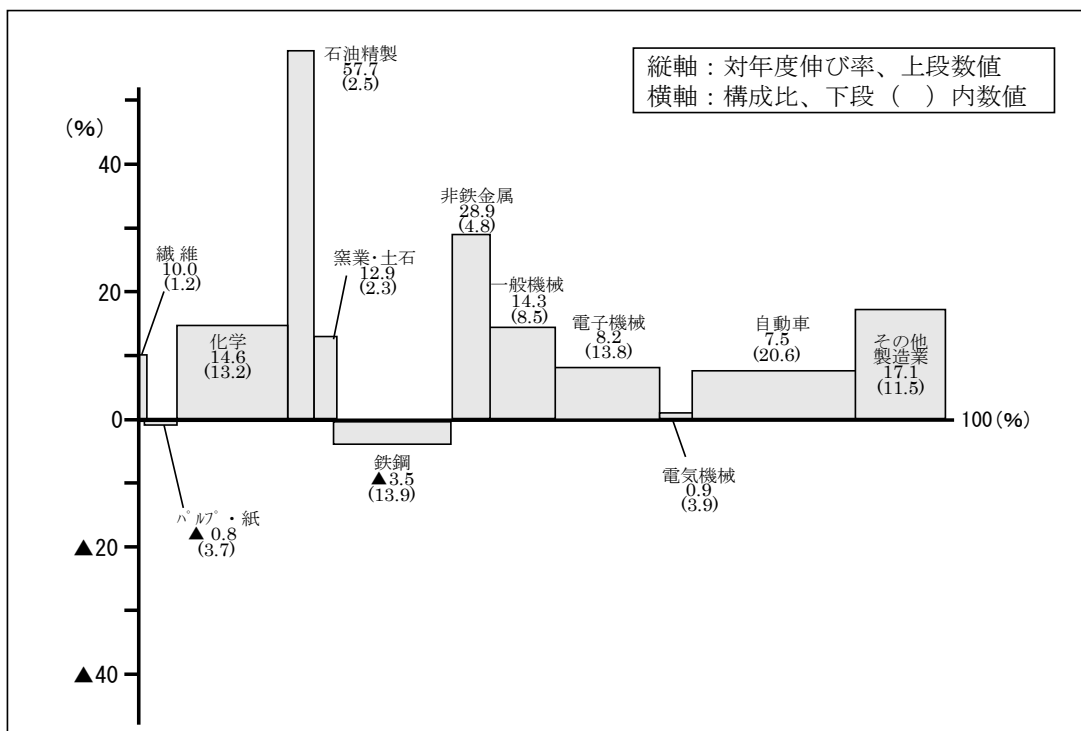 石油精製
57.7
(2.5)
縦軸：対年度伸び率、上段数値
横軸：構成比、下段（　）内数値
(%)
40
20
0
▲20
▲40
繊 維
10.0
(1.2)
ﾊﾟﾙﾌﾟ・紙
▲ 0.8
(3.7)
化学
14.6
(13.2)
窯業･土石
12.9
(2.3)
鉄鋼
▲3.5
(13.9)
非鉄金属
28.9
(4.8)
一般機械
14.3
(8.5)
電子機械
8.2
(13.8)
電気機械
0.9
(3.9)
自動車
7.5
(20.6)
その他
製造業
17.1
(11.5)
100(%)